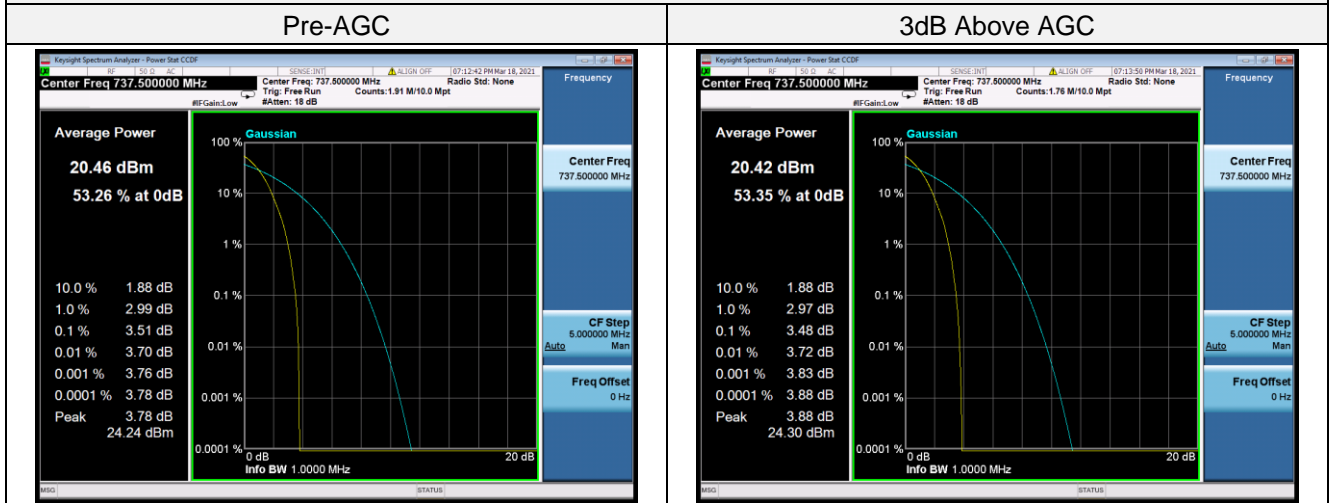 Pre-AGC
3dB Above AGC
Keysight Spectrum Analyzer - Power Stat CCDF
RF 50 Ω AC SENSE:INT ALIGN OFF 07:12:42 PM Mar 18, 2021
Center Freq 737.500000 MHz
Center Freq: 737.500000 MHz Radio Std: None
Trig: Free Run Counts:1.91 M/10.0 Mpt
#IFGain:Low #Atten: 18 dB
Frequency
Average Power
20.46 dBm
53.26 % at 0dB
10.0 % 1.88 dB
1.0 % 2.99 dB
0.1 % 3.51 dB
0.01 % 3.70 dB
0.001 % 3.76 dB
0.0001 % 3.78 dB
Peak 3.78 dB
24.24 dBm
Gaussian
100 %
10 %
1 %
0.1 %
0.01 %
0.001 %
0.0001 %
0 dB 20 dB
Info BW 1.0000 MHz
Center Freq
737.500000 MHz
CF Step
5.000000 MHz
Auto Man
Freq Offset
0 Hz
MSG STATUS
Keysight Spectrum Analyzer - Power Stat CCDF
RF 50 Ω AC SENSE:INT ALIGN OFF 07:13:50 PM Mar 18, 2021
Center Freq 737.500000 MHz
Center Freq: 737.500000 MHz Radio Std: None
Trig: Free Run Counts:1.76 M/10.0 Mpt
#IFGain:Low #Atten: 18 dB
Frequency
Average Power
20.42 dBm
53.35 % at 0dB
10.0 % 1.88 dB
1.0 % 2.97 dB
0.1 % 3.48 dB
0.01 % 3.72 dB
0.001 % 3.83 dB
0.0001 % 3.88 dB
Peak 3.88 dB
24.30 dBm
Gaussian
100 %
10 %
1 %
0.1 %
0.01 %
0.001 %
0.0001 %
0 dB 20 dB
Info BW 1.0000 MHz
Center Freq
737.500000 MHz
CF Step
5.000000 MHz
Auto Man
Freq Offset
0 Hz
MSG STATUS